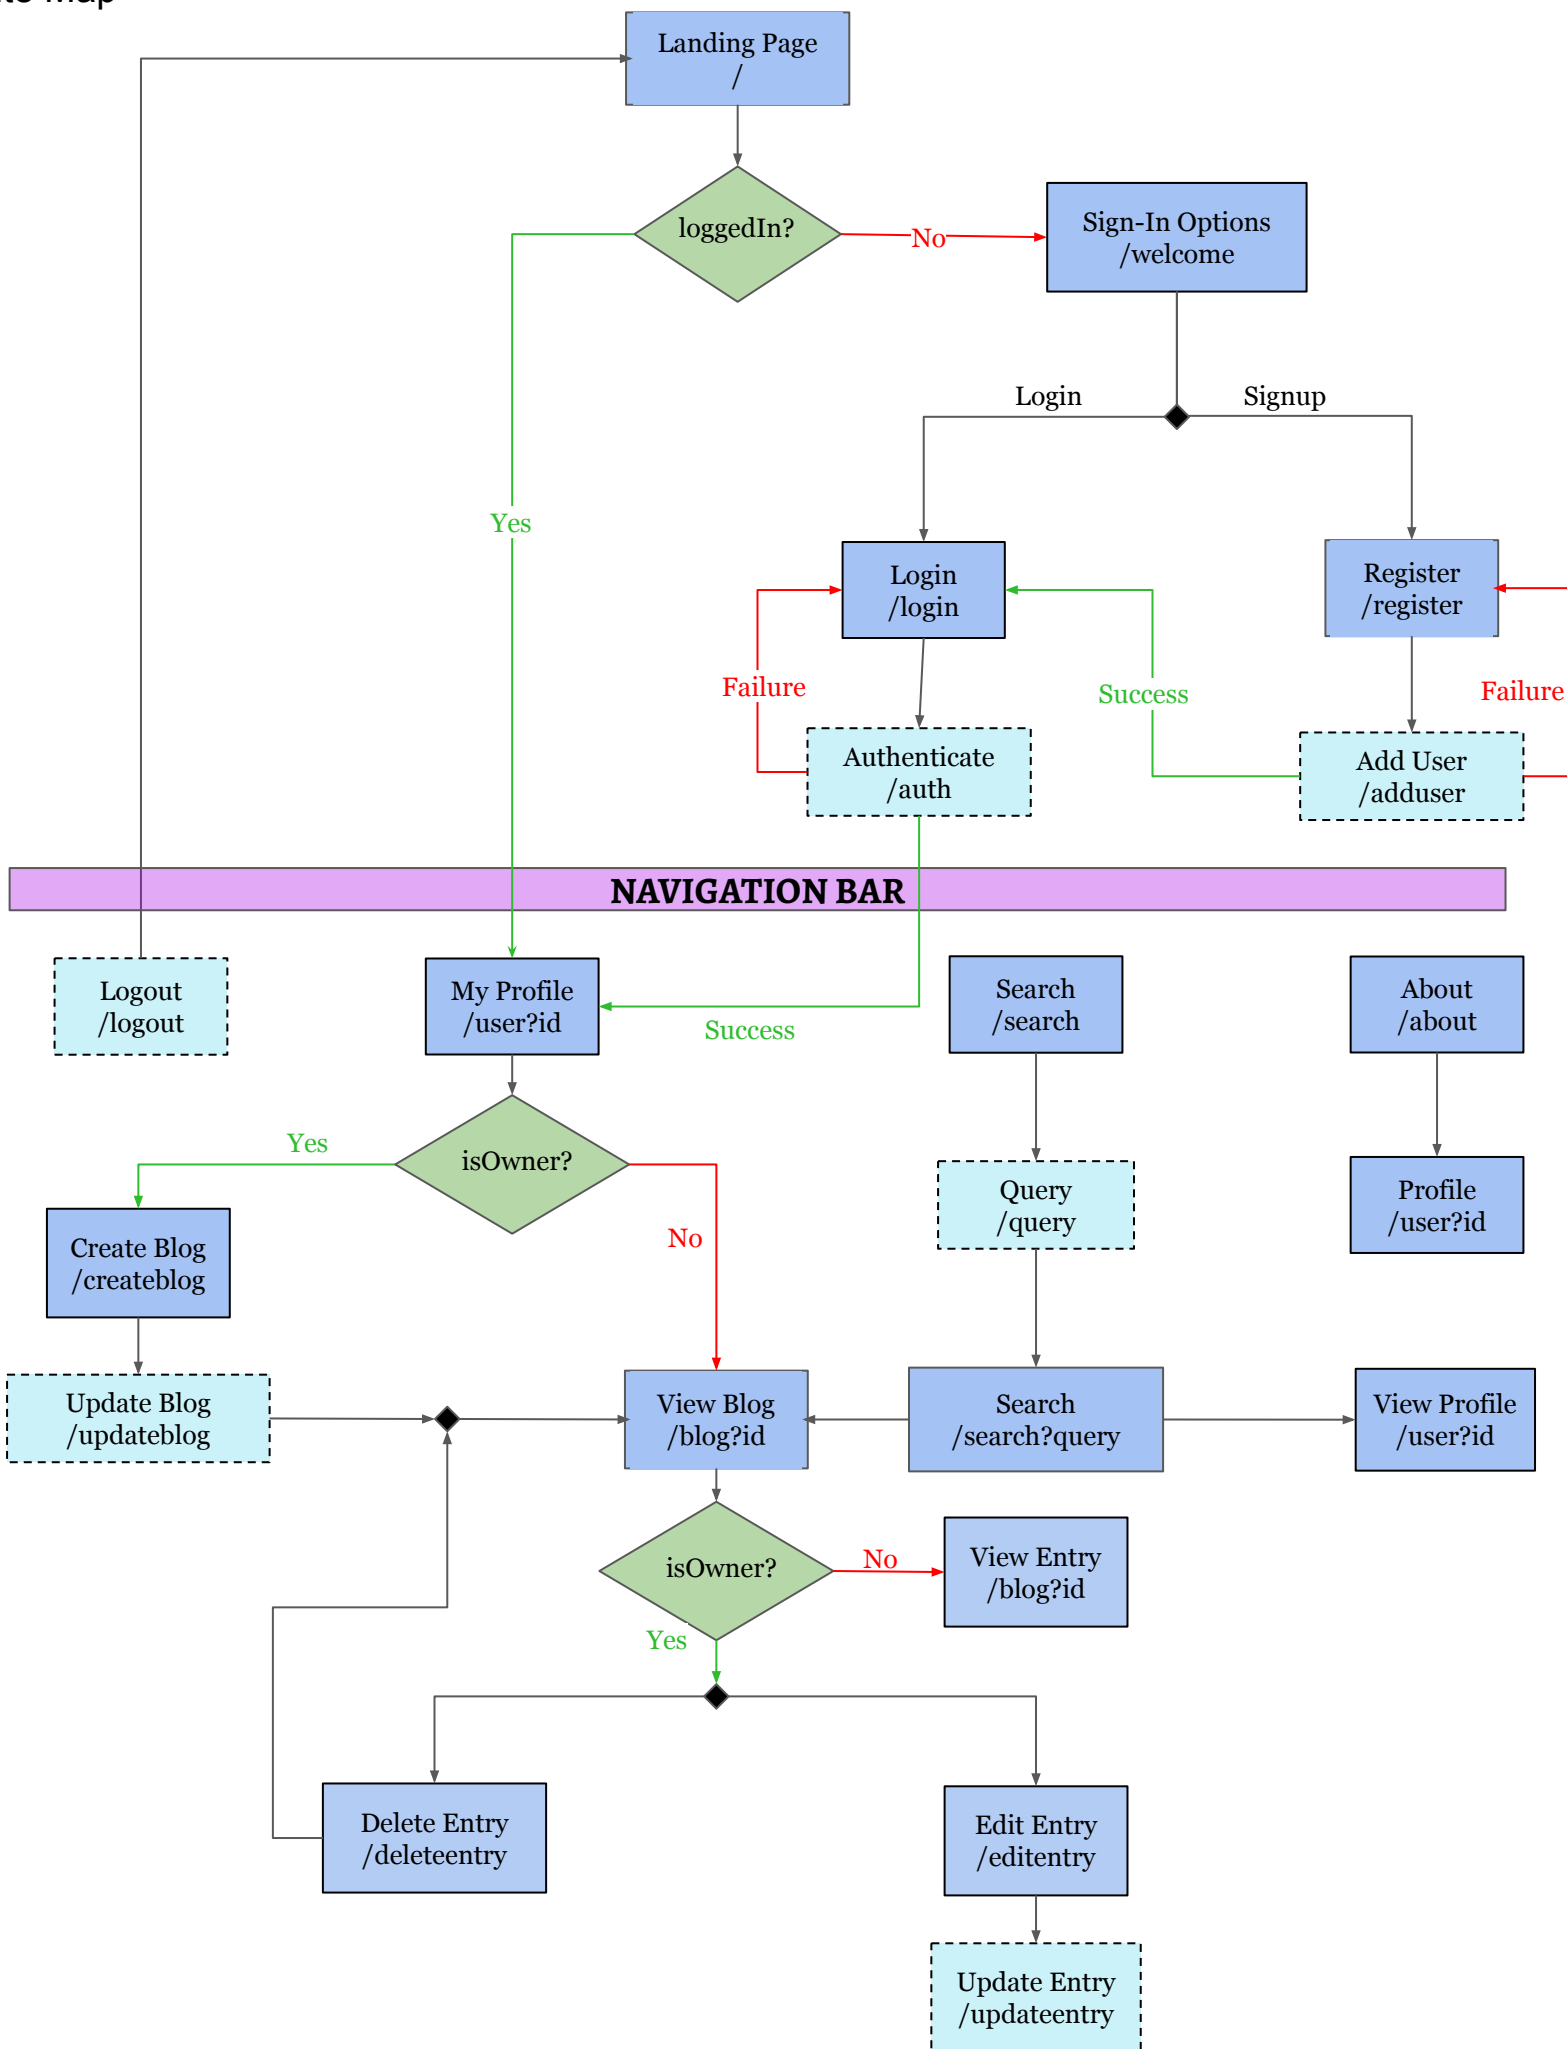 Map
Landing Page
/
loggedIn?
No
Sign-In Options
/welcome
Login
Signup
Yes
Login
/login
Register
/register
Failure
Success
Failure
Authenticate
/auth
Add User
/adduser
NAVIGATION BAR
Logout
/logout
My Profile
/user?id
Search
/search
About
/about
Success
Yes
isOwner?
No
Query
/query
Profile
/user?id
Create Blog
/createblog
Update Blog
/updateblog
View Blog
/blog?id
Search
/search?query
View Profile
/user?id
isOwner?
No
View Entry
/blog?id
Yes
Delete Entry
/deleteentry
Edit Entry
/editentry
Update Entry
/updateentry